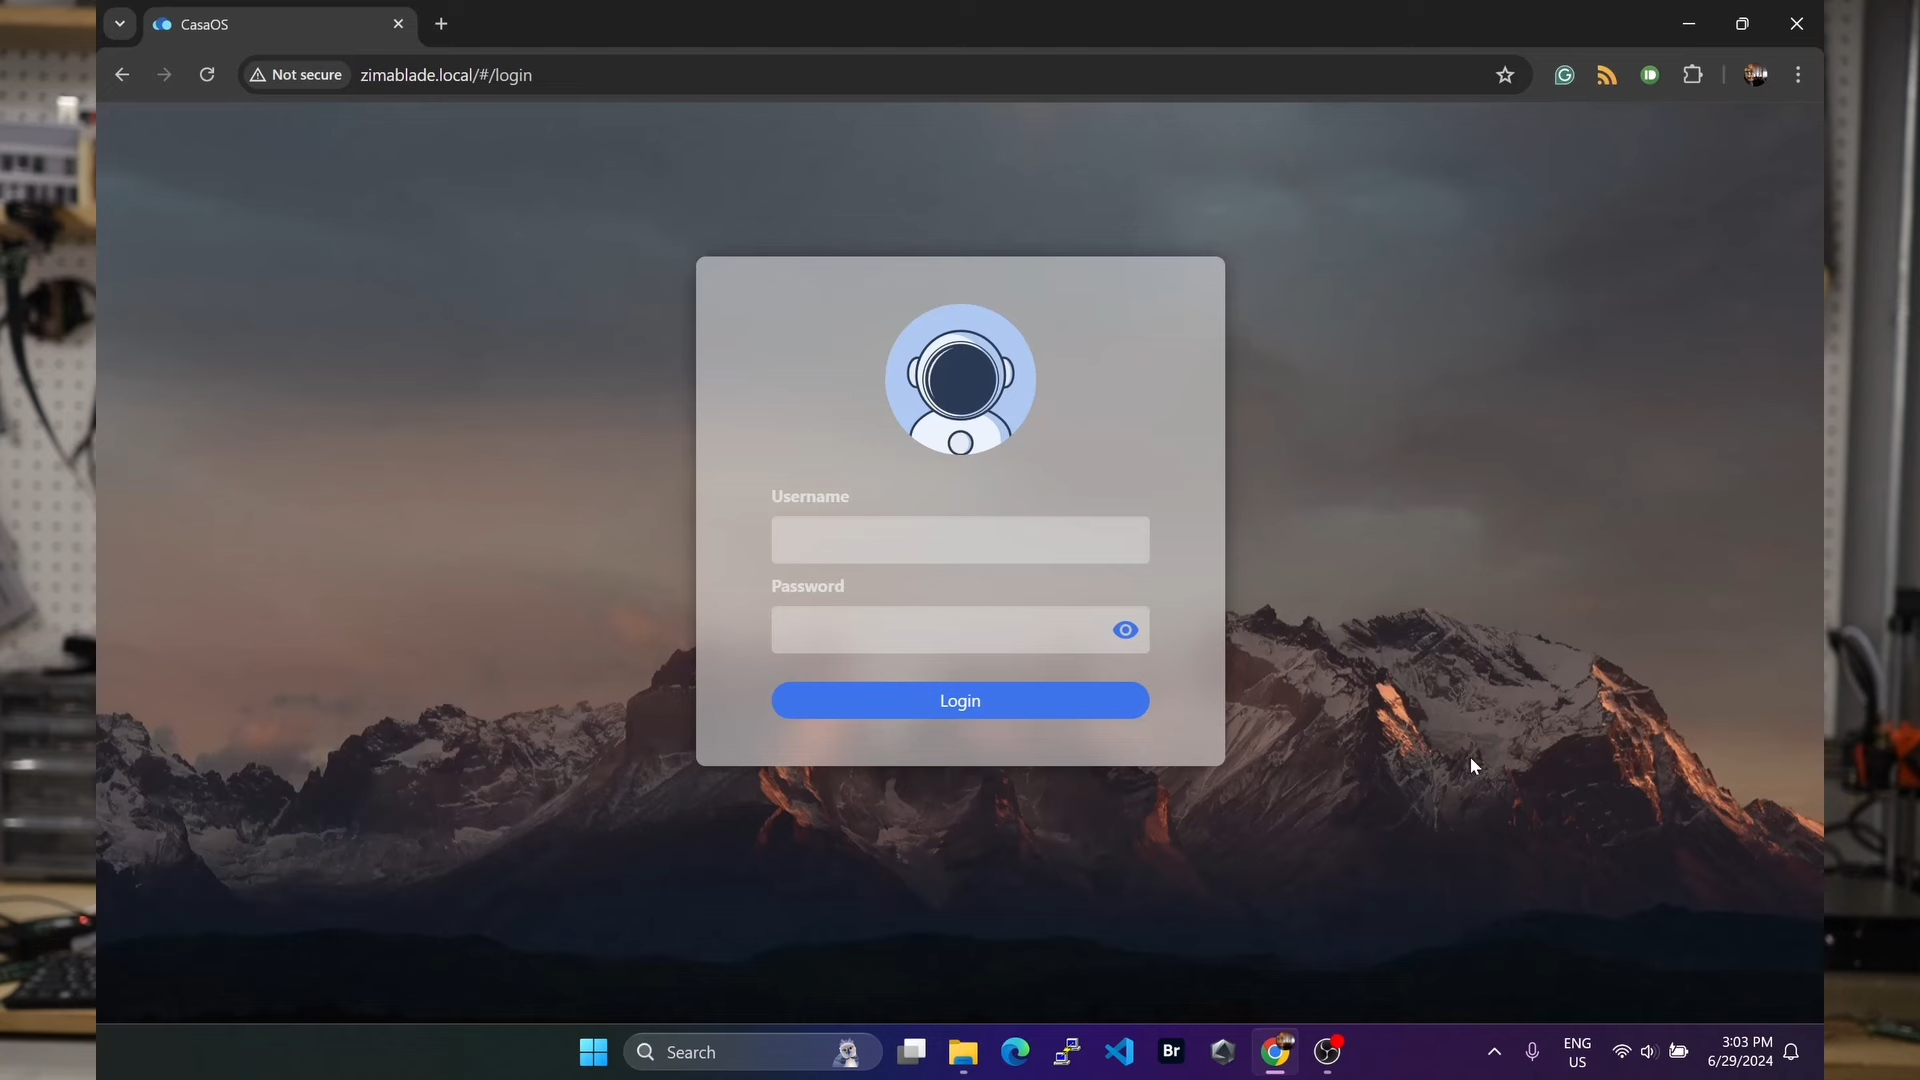 CasaOS
Not secure
zimablade.local/#/login
Username
Password
Login
Search
Br
ENG
US
3:03 PM
6/29/2024